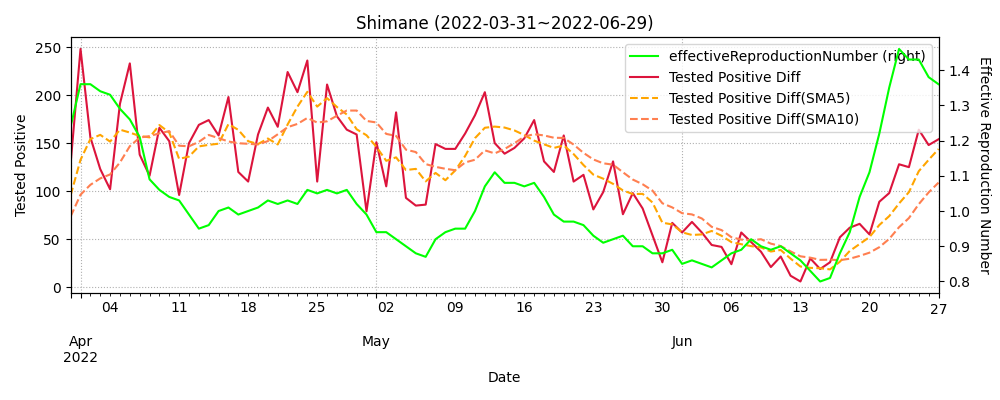 Shimane (2022-03-31~2022-06-29)
250
200
150
100
50
0
Tested Positive
effectiveReproductionNumber (right)
Tested Positive Diff
Tested Positive Diff(SMA5)
Tested Positive Diff(SMA10)
1.4
1.3
1.2
1.1
1.0
0.9
0.8
Effective Reproduction Number
04 11 18 25 02 09 16 23 30 06 13 20 27
Apr May Jun
2022
Date